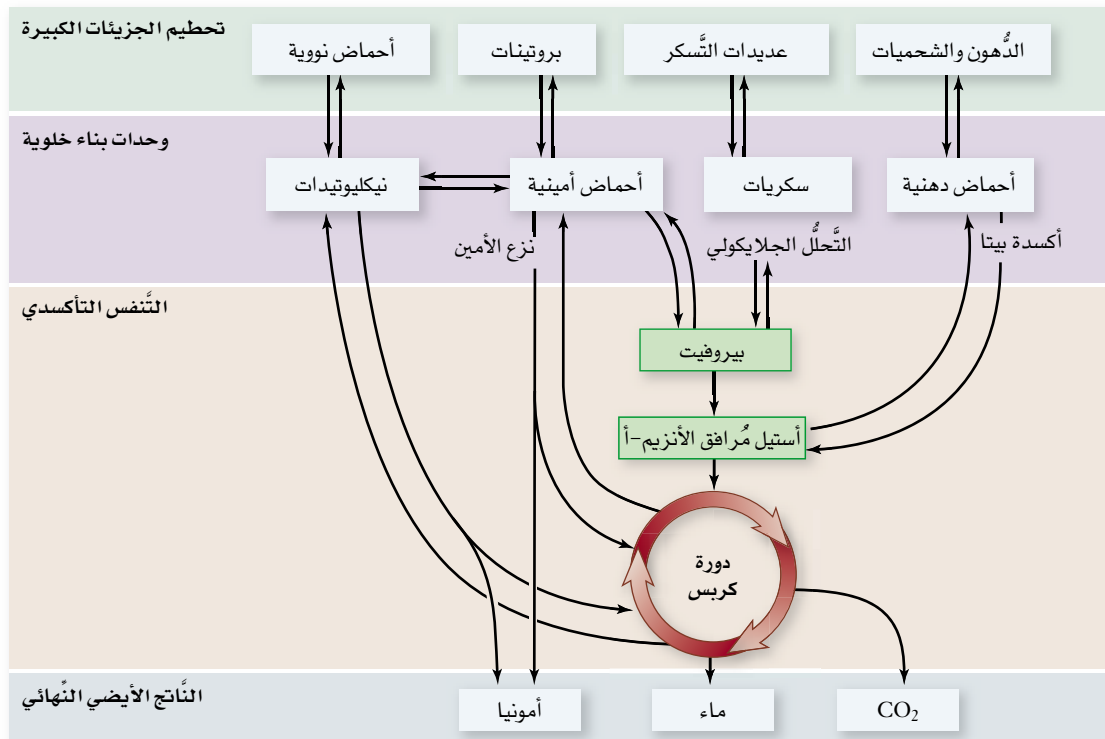 تحطيم الجزيئات الكبيرة
الدُّهون والشحميات
عديدات التَّسكر
بروتينات
أحماض نووية
وحدات بناء خلوية
أحماض دهنية
سكريات
أحماض أمينية
نيكليوتيدات
أكسدة بيتا
التَّحلُّل الجلايكولي
نزع الأمين
التَّنفس التأكسدي
بيروفيت
أستيل مُرافق الأنزيم-أ
دورة
كربس
النَّاتج الأيضي النِّهائي
CO₂
ماء
أمونيا